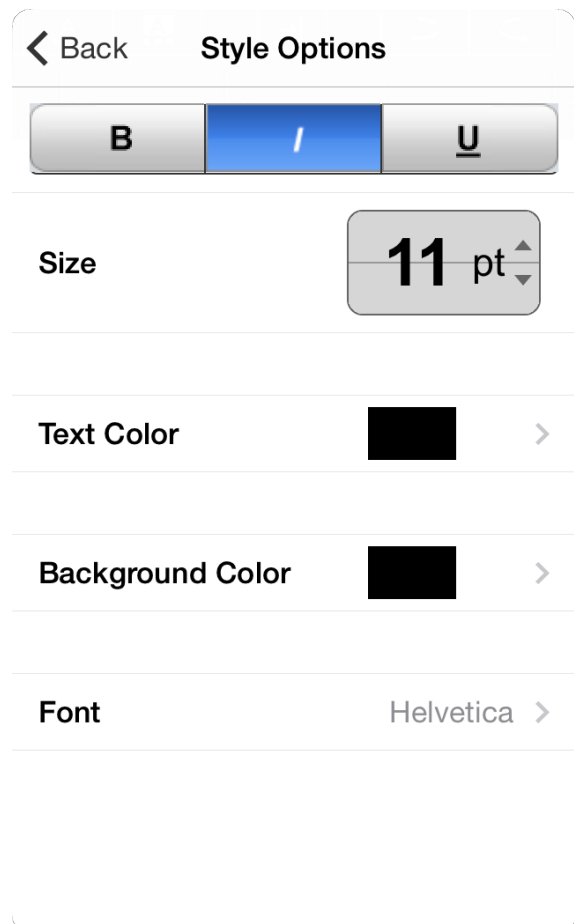 Back Style Options
B I U
Size 11 pt
Text Color
Background Color
Font Helvetica